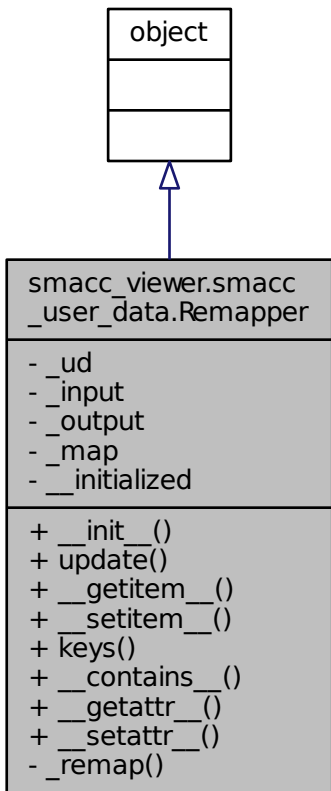 object
smacc_viewer.smacc
_user_data.Remapper
- _ud
- _input
- _output
- _map
- __initialized
+ __init__()
+ update()
+ __getitem__()
+ __setitem__()
+ keys()
+ __contains__()
+ __getattr__()
+ __setattr__()
- _remap()